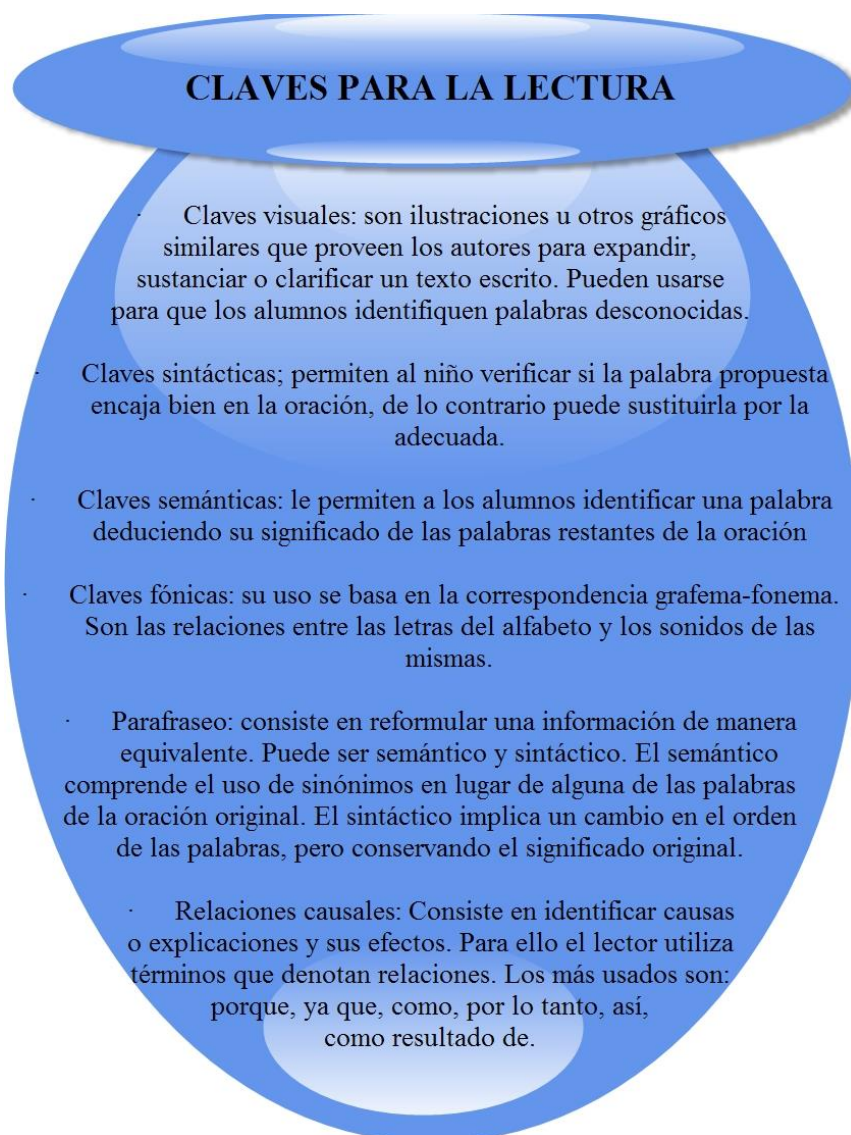 CLAVES PARA LA LECTURA
· Claves visuales: son ilustraciones u otros gráficos
similares que proveen los autores para expandir,
sustanciar o clarificar un texto escrito. Pueden usarse
para que los alumnos identifiquen palabras desconocidas.
· Claves sintácticas; permiten al niño verificar si la palabra propuesta
encaja bien en la oración, de lo contrario puede sustituirla por la
adecuada.
· Claves semánticas: le permiten a los alumnos identificar una palabra
deduciendo su significado de las palabras restantes de la oración
· Claves fónicas: su uso se basa en la correspondencia grafema-fonema.
Son las relaciones entre las letras del alfabeto y los sonidos de las
mismas.
· Parafraseo: consiste en reformular una información de manera
equivalente. Puede ser semántico y sintáctico. El semántico
comprende el uso de sinónimos en lugar de alguna de las palabras
de la oración original. El sintáctico implica un cambio en el orden
de las palabras, pero conservando el significado original.
· Relaciones causales: Consiste en identificar causas
o explicaciones y sus efectos. Para ello el lector utiliza
términos que denotan relaciones. Los más usados son:
porque, ya que, como, por lo tanto, así,
como resultado de.